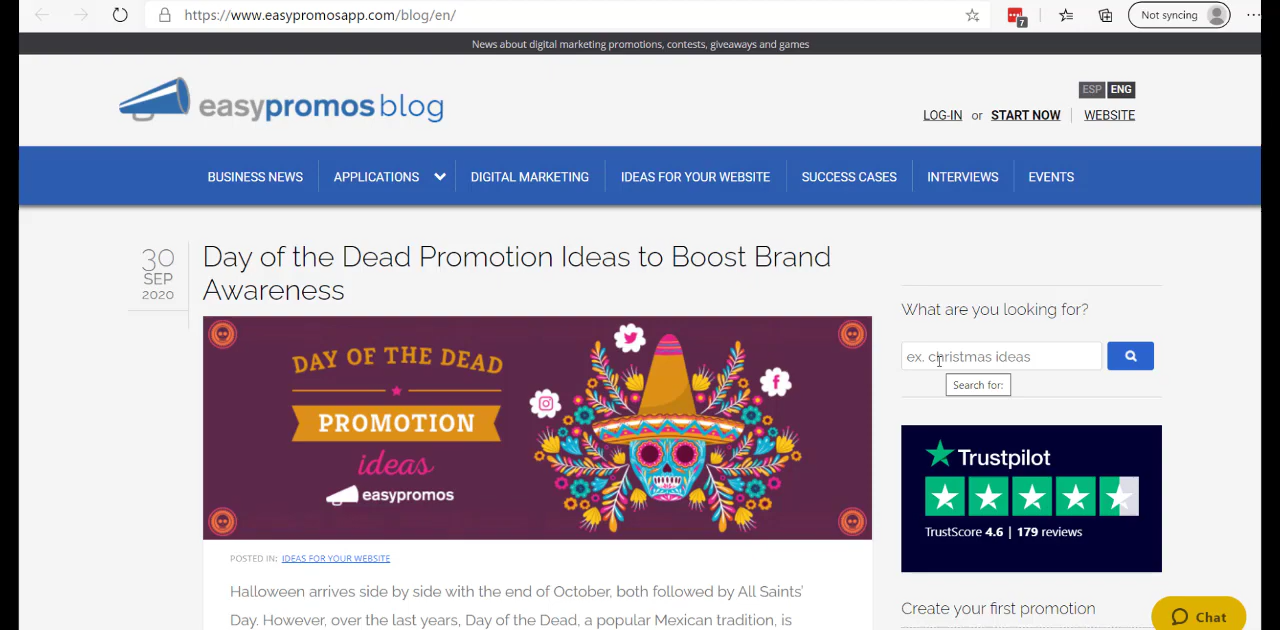 https://www.easypromosapp.com/blog/en/
7
Not syncing
News about digital marketing promotions, contests, giveaways and games
easypromos blog
ESP ENG
LOG-IN or START NOW WEBSITE
BUSINESS NEWS APPLICATIONS DIGITAL MARKETING IDEAS FOR YOUR WEBSITE SUCCESS CASES INTERVIEWS EVENTS
30
SEP
2020
Day of the Dead Promotion Ideas to Boost Brand
Awareness
DAY OF THE DEAD
PROMOTION
ideas
easypromos
What are you looking for?
ex. christmas ideas
Search for:
Trustpilot
TrustScore 4.6 | 179 reviews
POSTED IN: IDEAS FOR YOUR WEBSITE
Halloween arrives side by side with the end of October, both followed by All Saints’
Day. However, over the last years, Day of the Dead, a popular Mexican tradition, is
Create your first promotion
Chat